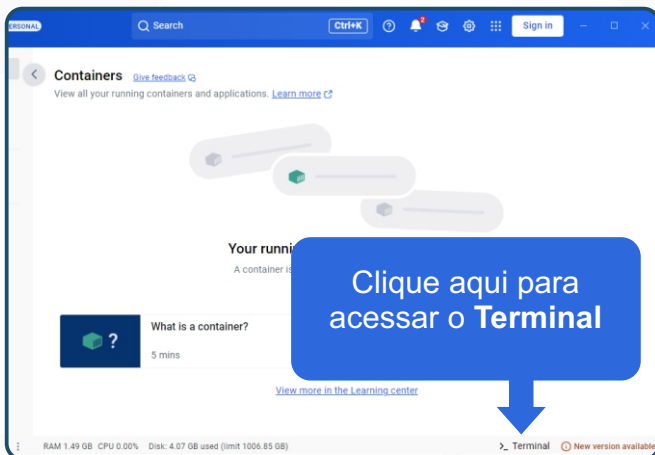 PERSONAL
Search
Ctrl+K
Sign in
Containers Give feedback
View all your running containers and applications. Learn more
Your runni
A container is
Clique aqui para
acessar o Terminal
What is a container?
?
5 mins
View more in the Learning center
RAM 1.49 GB CPU 0.00% Disk: 4.07 GB used (limit 1006.85 GB)
>_ Terminal
New version available